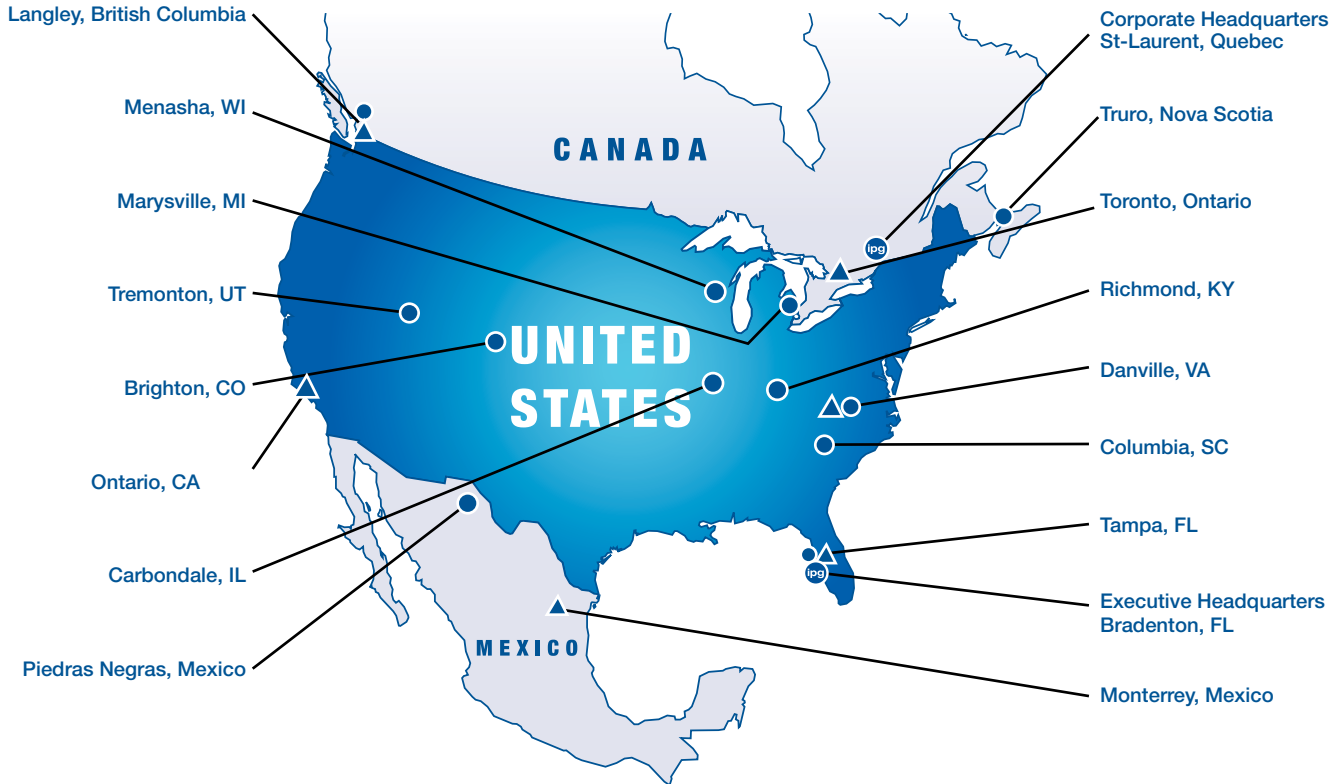 Langley, British Columbia
Menasha, WI
Marysville, MI
Tremonton, UT
Brighton, CO
Ontario, CA
Carbondale, IL
Piedras Negras, Mexico
CANADA
UNITED
STATES
MEXICO
ipg
ipg
Corporate Headquarters
St-Laurent, Quebec
Truro, Nova Scotia
Toronto, Ontario
Richmond, KY
Danville, VA
Columbia, SC
Tampa, FL
Executive Headquarters
Bradenton, FL
Monterrey, Mexico